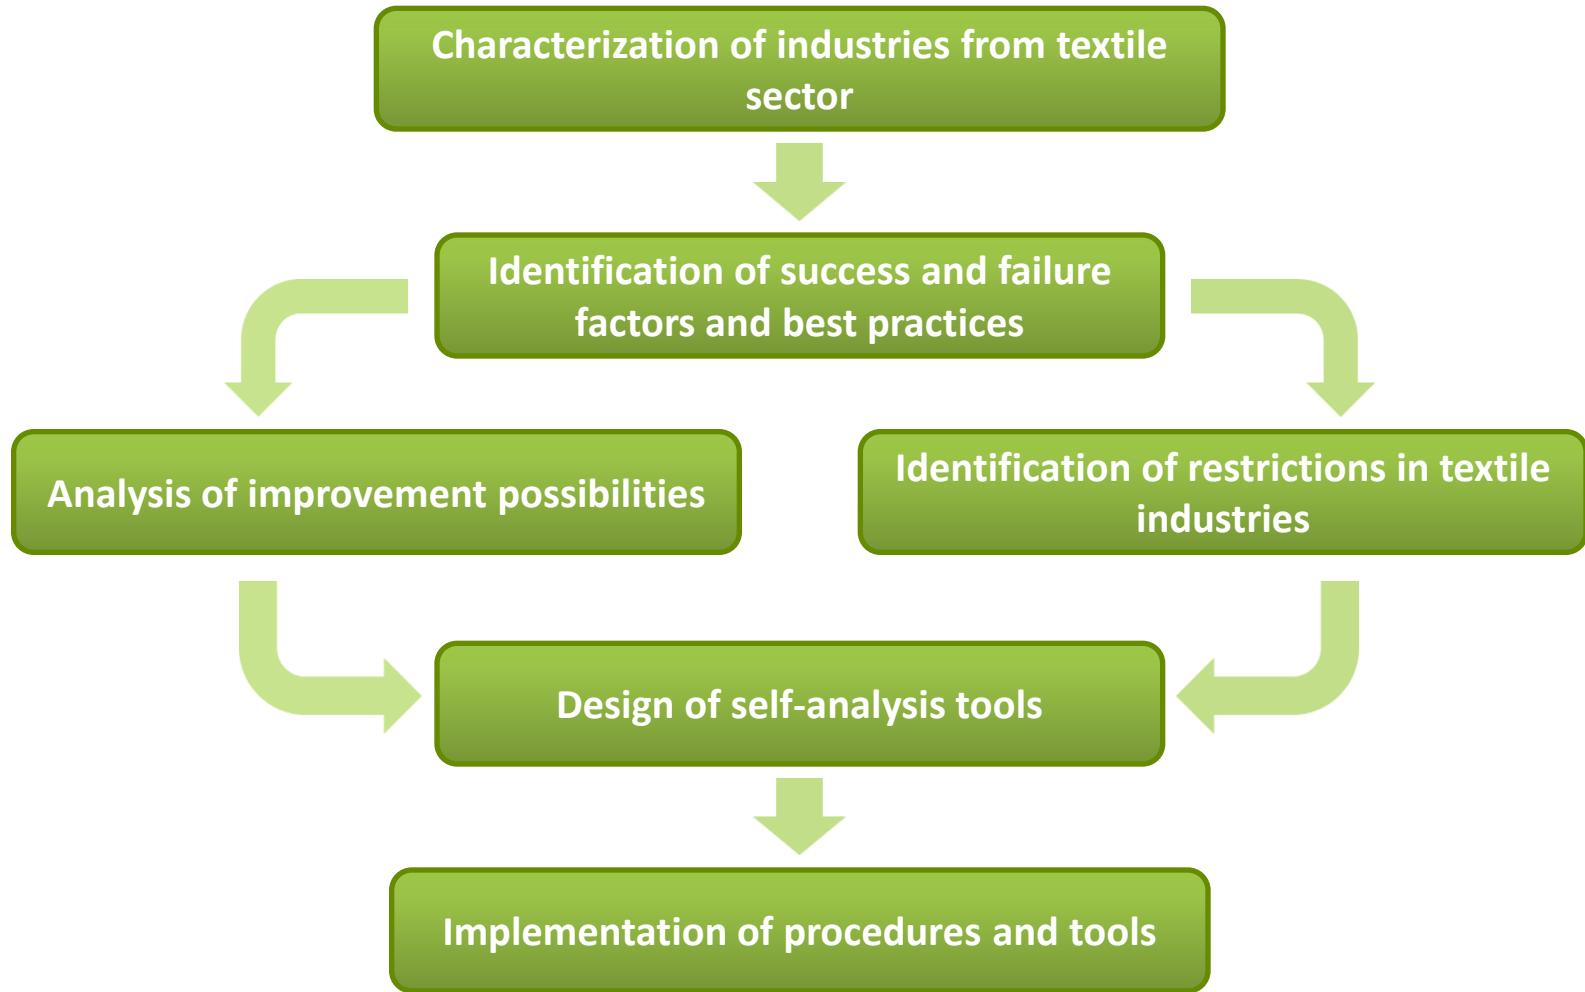 Characterization of industries from textile
sector
Identification of success and failure
factors and best practices
Analysis of improvement possibilities
Identification of restrictions in textile
industries
Design of self-analysis tools
Implementation of procedures and tools